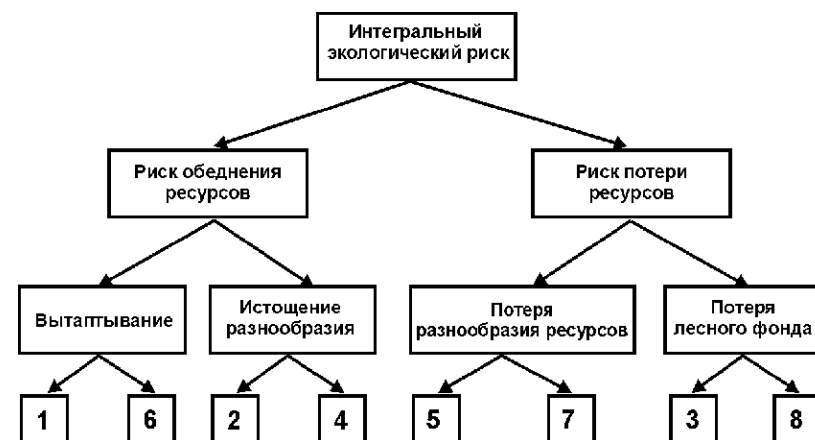 Интегральный
экологический риск
Риск обеднения
ресурсов
Риск потери
ресурсов
Вытаптывание
Истощение
разнообразия
Потеря
разнообразия ресурсов
Потеря
лесного фонда
1 6 2 4 5 7 3 8